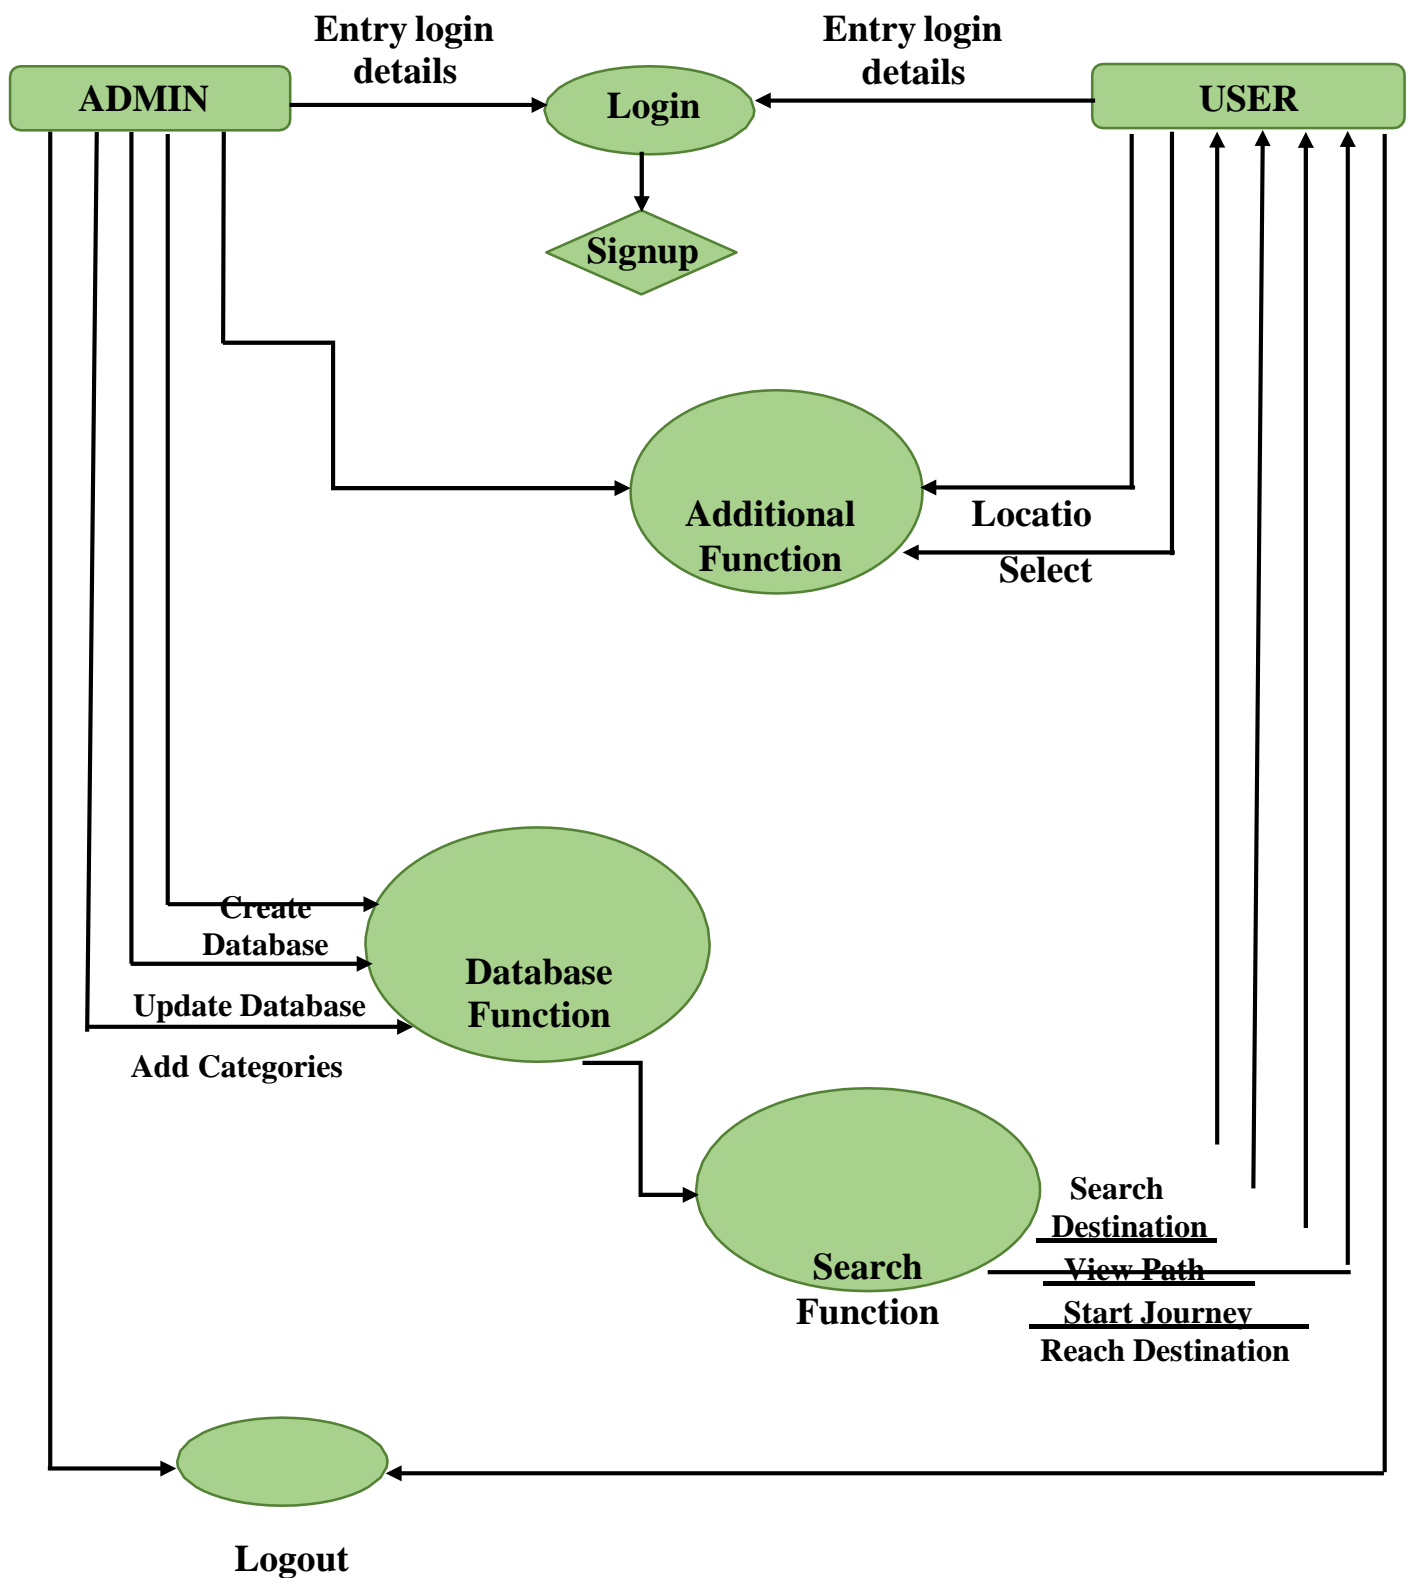 Entry login
details
Entry login
details
ADMIN
Login
USER
Signup
Additional
Function
Locatio
Select
Create
Database
Update Database
Add Categories
Database
Function
Search
Destination
View Path
Start Journey
Reach Destination
Search
Function
Logout